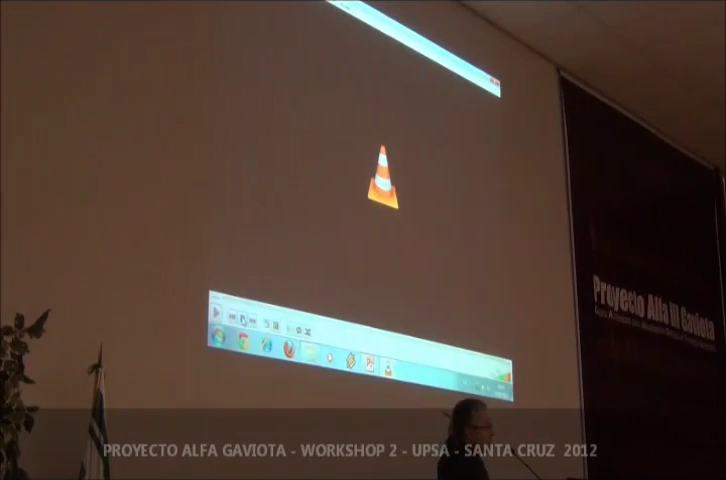 Proyecto Alfa III Gaviota
PROYECTO ALFA GAVIOTA - WORKSHOP 2 - UPSA - SANTA CRUZ 2012